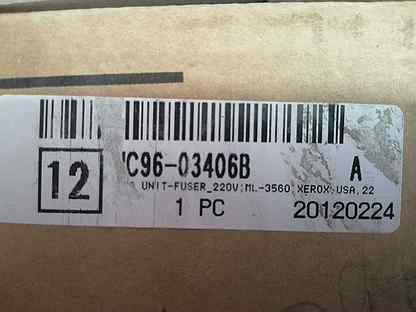 12
C96-03406B A
UNIT-FUSER_220V;ML-3560,XEROX,USA,22
1 PC 20120224